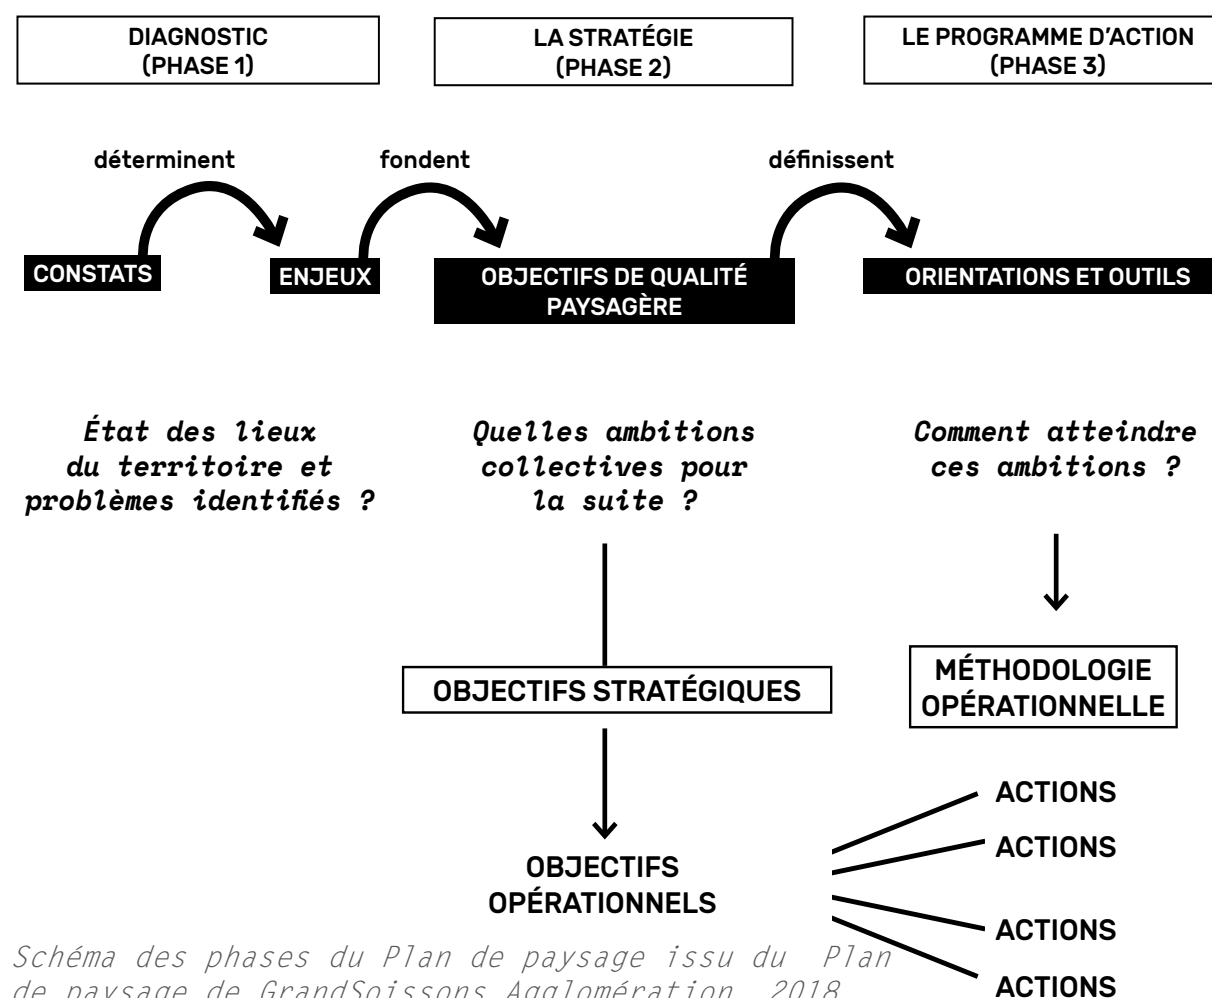 DIAGNOSTIC
(PHASE 1)
LA STRATÉGIE
(PHASE 2)
LE PROGRAMME D'ACTION
(PHASE 3)
déterminent
fondent
définissent
CONSTATS
ENJEUX
OBJECTIFS DE QUALITÉ
PAYSAGÈRE
ORIENTATIONS ET OUTILS
État des lieux
du territoire et
problèmes identifiés ?
Quelles ambitions
collectives pour
la suite ?
Comment atteindre
ces ambitions ?
OBJECTIFS STRATÉGIQUES
MÉTHODOLOGIE
OPÉRATIONNELLE
OBJECTIFS
OPÉRATIONNELS
ACTIONS
ACTIONS
ACTIONS
ACTIONS
Schéma des phases du Plan de paysage issu du Plan
de paysage de GrandSoissons Agglomération, 2018